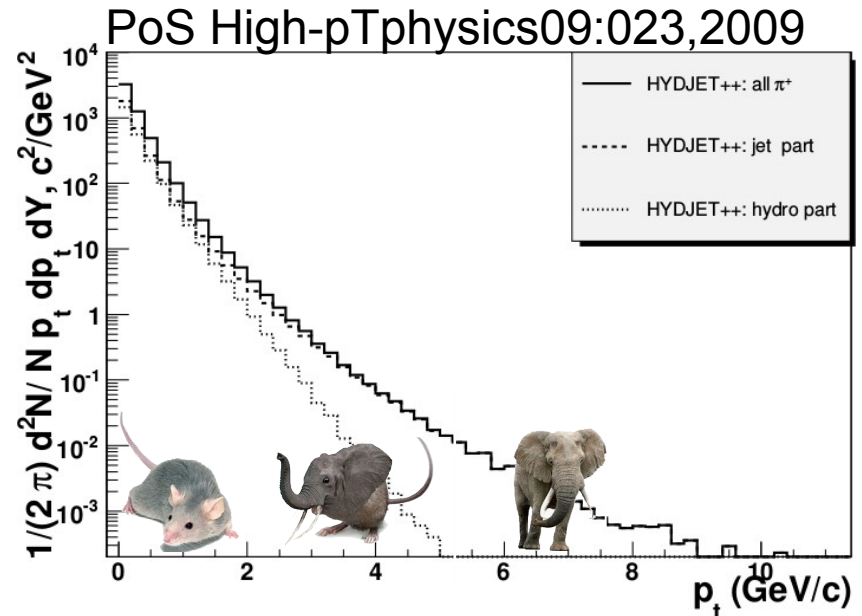 PoS High-pTphysics09:023,2009
1/(2 π) d²N/ N pₜ dpₜ dY, c²/GeV²
10⁴
10³
10²
10
1
10⁻¹
10⁻²
10⁻³
HYDJET++: all π⁺
HYDJET++: jet part
HYDJET++: hydro part
0 2 4 6 8 10
pₜ (GeV/c)